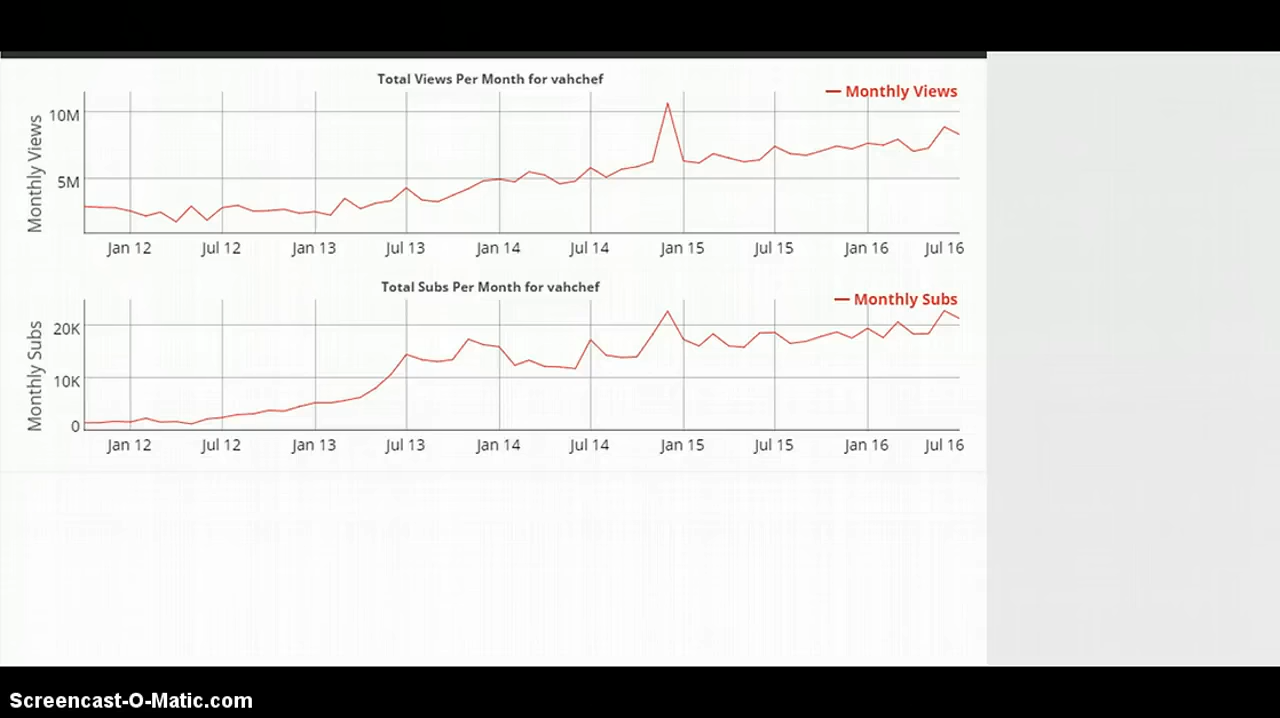 Total Views Per Month for vahchef
Monthly Views
Monthly Views
10M
5M
Jan 12 Jul 12 Jan 13 Jul 13 Jan 14 Jul 14 Jan 15 Jul 15 Jan 16 Jul 16
Total Subs Per Month for vahchef
Monthly Subs
Monthly Subs
20K
10K
0
Jan 12 Jul 12 Jan 13 Jul 13 Jan 14 Jul 14 Jan 15 Jul 15 Jan 16 Jul 16
Screencast-O-Matic.com